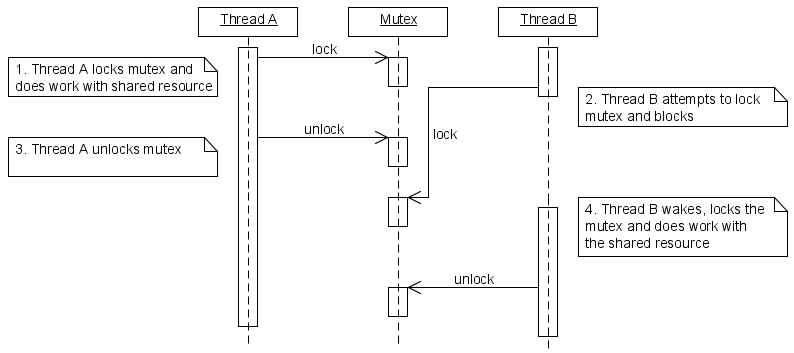 Thread A
Mutex
Thread B
lock
1. Thread A locks mutex and
does work with shared resource
2. Thread B attempts to lock
mutex and blocks
unlock
lock
3. Thread A unlocks mutex
4. Thread B wakes, locks the
mutex and does work with
the shared resource
unlock